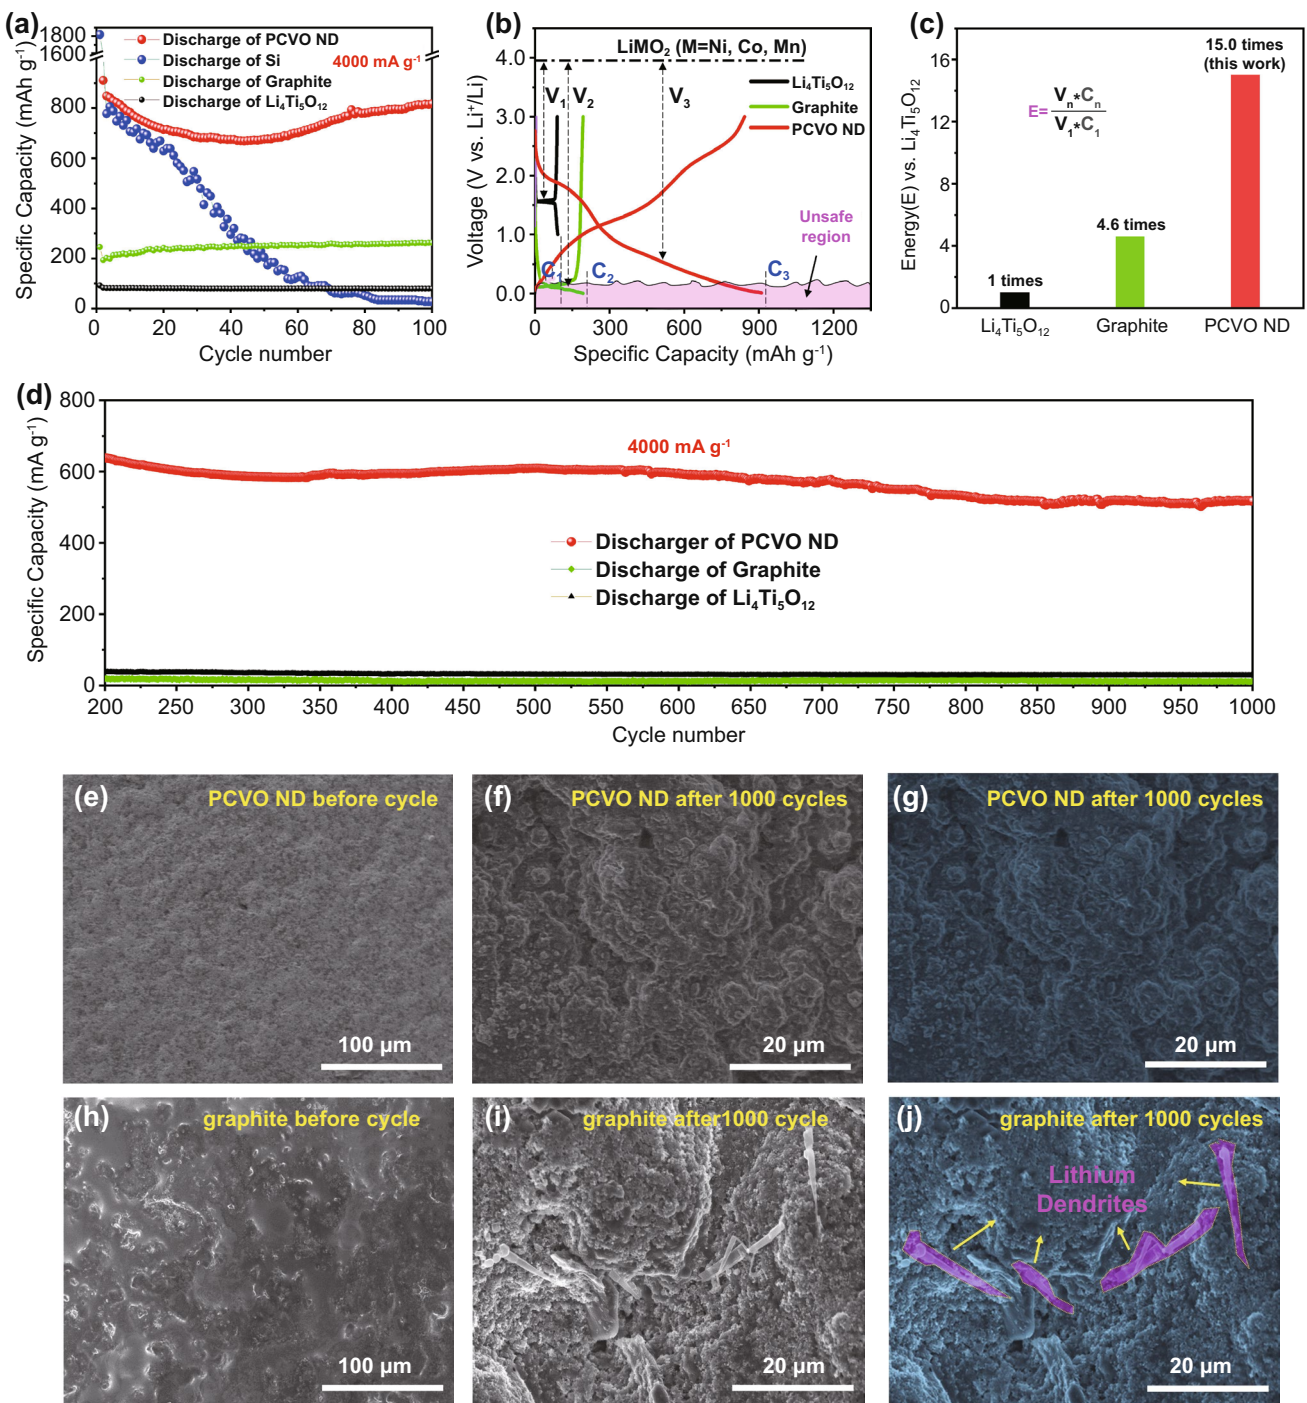 (a)
1800
1600
800
600
400
200
0
Specific Capacity (mAh g⁻¹)
Discharge of PCVO ND
Discharge of Si
4000 mA g⁻¹
Discharge of Graphite
Discharge of Li₄Ti₅O₁₂
0 20 40 60 80 100
Cycle number
(b)
4.0
3.0
2.0
1.0
0.0
Voltage (V vs. Li⁺/Li)
LiMO₂ (M=Ni, Co, Mn)
V₁ V₂ V₃
Li₄Ti₅O₁₂
Graphite
PCVO ND
Unsafe
region
C₁ C₂ C₃
0 300 600 900 1200
Specific Capacity (mAh g⁻¹)
(c)
16
12
8
4
0
Energy(E) vs. Li₄Ti₅O₁₂
15.0 times
(this work)
E= Vₙ*Cₙ
V₁*C₁
4.6 times
1 times
Li₄Ti₅O₁₂ Graphite PCVO ND
(d)
800
600
400
200
0
Specific Capacity (mA g⁻¹)
4000 mA g⁻¹
Discharger of PCVO ND
Discharge of Graphite
Discharge of Li₄Ti₅O₁₂
200 250 300 350 400 450 500 550 600 650 700 750 800 850 900 950 1000
Cycle number
(e) PCVO ND before cycle
100 µm
(f) PCVO ND after 1000 cycles
20 µm
(g) PCVO ND after 1000 cycles
20 µm
(h) graphite before cycle
100 µm
(i) graphite after1000 cycle
20 µm
(j) graphite after 1000 cycles
Lithium
Dendrites
20 µm